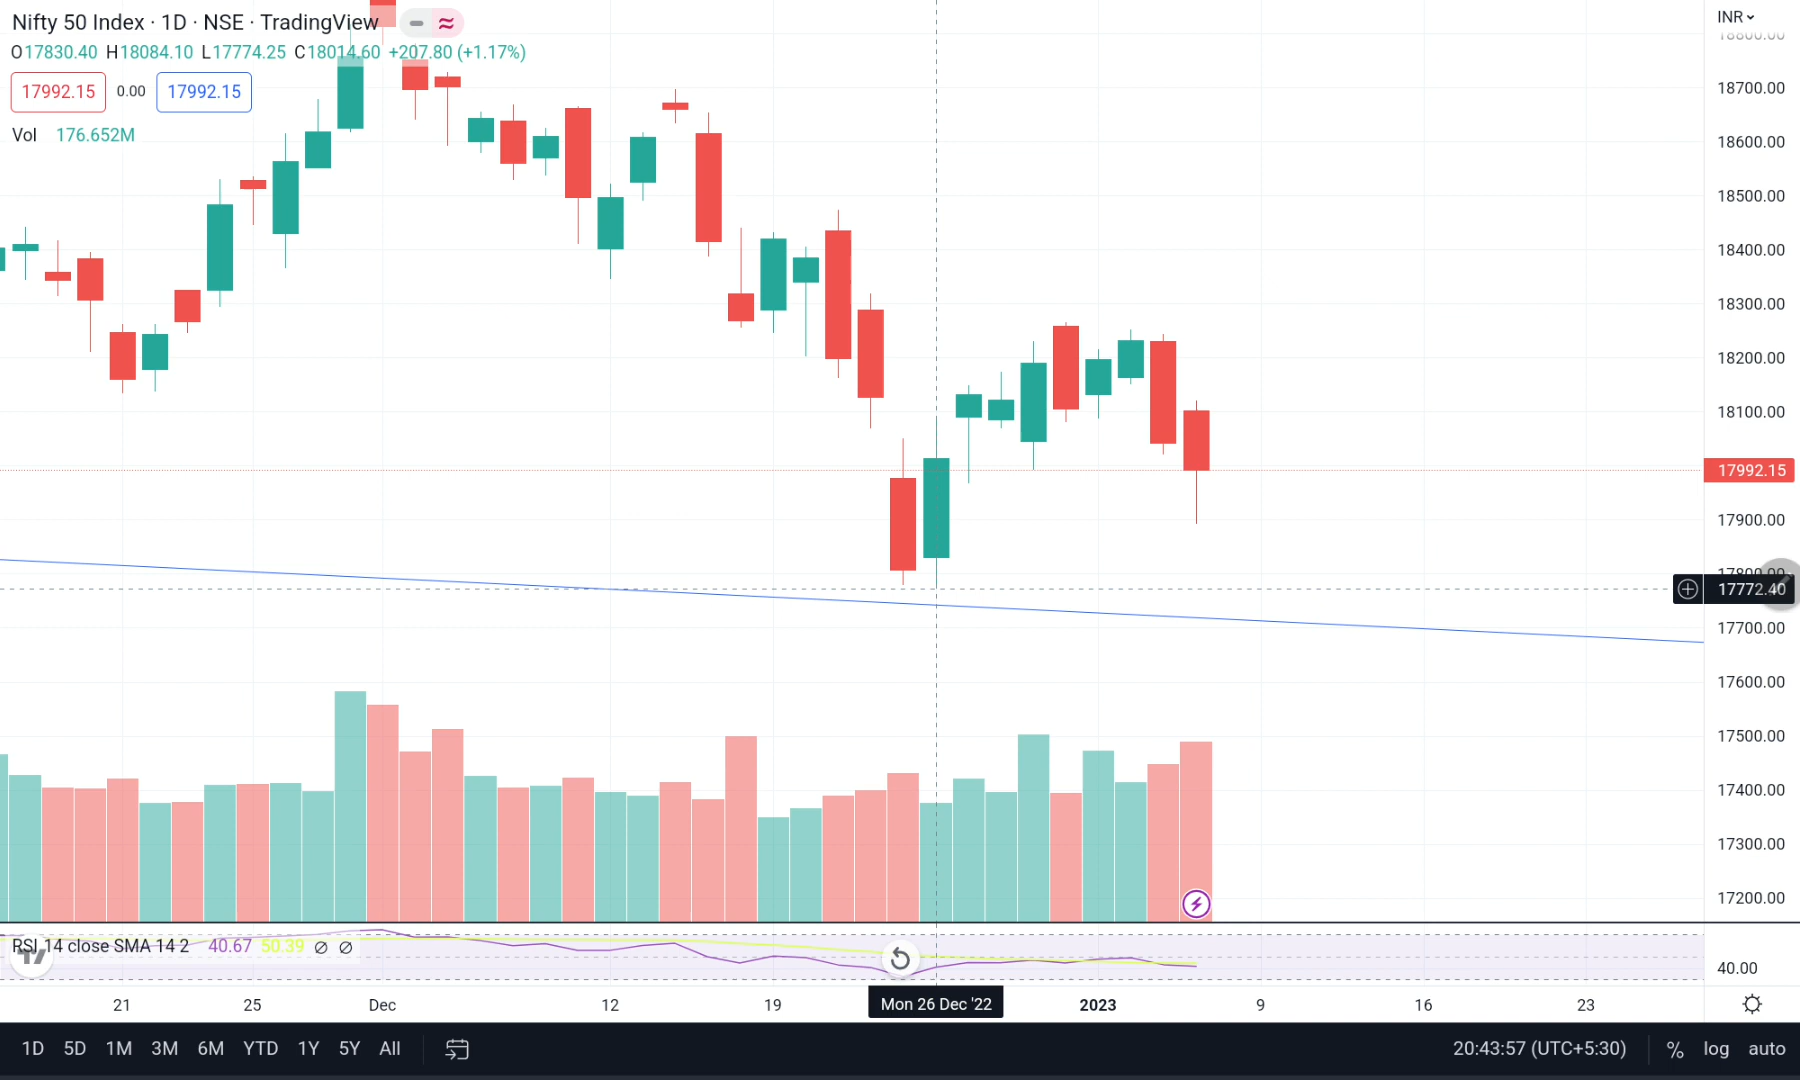 Nifty 50 Index · 1D · NSE · TradingView
INR
O17830.40 H18084.10 L17774.25 C18014.60 +207.80 (+1.17%)
17992.15 0.00 17992.15
Vol 176.652M
18800.00
18700.00
18600.00
18500.00
18400.00
18300.00
18200.00
18100.00
17992.15
17900.00
17800.00
17772.40
17700.00
17600.00
17500.00
17400.00
17300.00
17200.00
RSI 14 close SMA 14 2 40.67 50.39 ∅ ∅
40.00
21 25 Dec 12 19 Mon 26 Dec '22 2023 9 16 23
1D 5D 1M 3M 6M YTD 1Y 5Y All 20:43:57 (UTC+5:30) % log auto